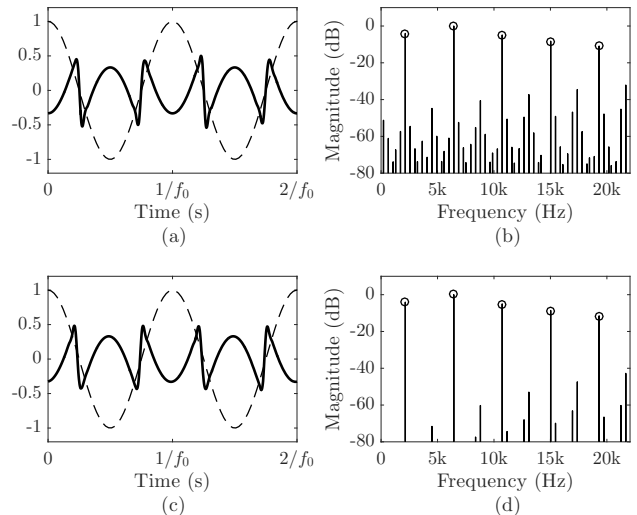 1
0.5
0
-0.5
-1
0
1/f₀
2/f₀
Time (s)
(a)
Magnitude (dB)
0
-20
-40
-60
-80
0
5k
10k
15k
20k
Frequency (Hz)
(b)
1
0.5
0
-0.5
-1
0
1/f₀
2/f₀
Time (s)
(c)
Magnitude (dB)
0
-20
-40
-60
-80
0
5k
10k
15k
20k
Frequency (Hz)
(d)